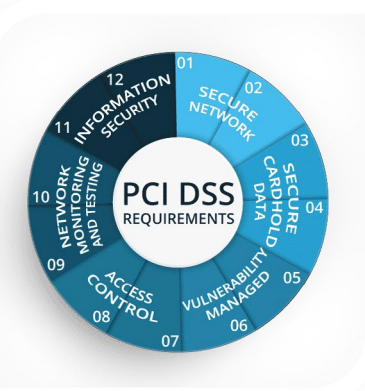 PCI DSS
REQUIREMENTS
01
02
SECURE
NETWORK
03
04
SECURE
CARDHOLD
DATA
05
06
VULNERABILITY
MANAGED
07
08
ACCESS
CONTROL
09
10
NETWORK
MONITORING
AND TESTING
11
12
INFORMATION
SECURITY